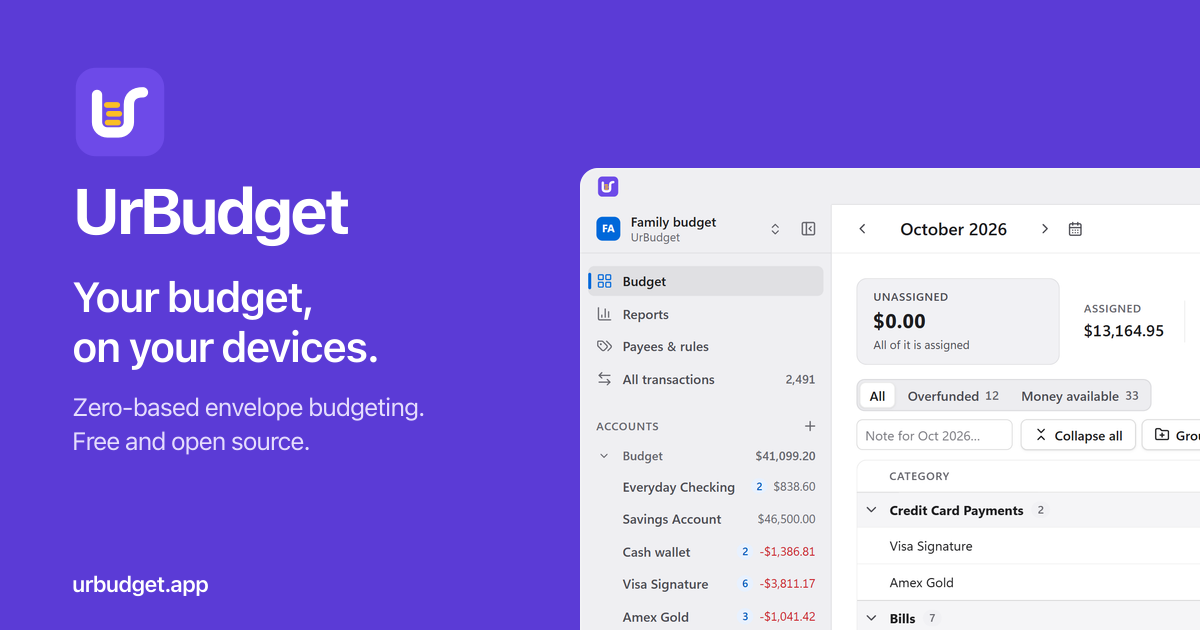 UrBudget
Your budget,
on your devices.
Zero-based envelope budgeting.
Free and open source.
urbudget.app
FA
Family budget
UrBudget
Budget
Reports
Payees & rules
All transactions 2,491
ACCOUNTS
Budget $41,099.20
Everyday Checking 2 $838.60
Savings Account $46,500.00
Cash wallet 2 -$1,386.81
Visa Signature 6 -$3,811.17
Amex Gold 3 -$1,041.42
October 2026
UNASSIGNED
$0.00
All of it is assigned
ASSIGNED
$13,164.95
All Overfunded 12 Money available 33
Note for Oct 2026... Collapse all Grou
CATEGORY
Credit Card Payments 2
Visa Signature
Amex Gold
Bills 7